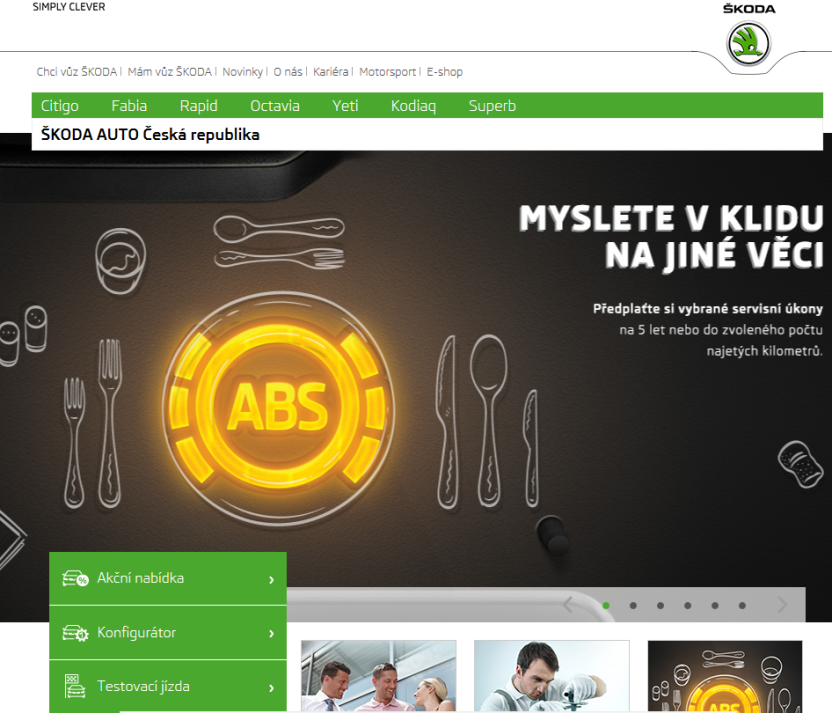 SIMPLY CLEVER
ŠKODA
Chci vůz ŠKODA | Mám vůz ŠKODA | Novinky | O nás | Kariéra | Motorsport | E-shop
Citigo Fabia Rapid Octavia Yeti Kodiaq Superb
ŠKODA AUTO Česká republika
MYSLETE V KLIDU
NA JINÉ VĚCI
Předplaťte si vybrané servisní úkony
na 5 let nebo do zvoleného počtu
najetých kilometrů.
ABS
Akční nabídka
Konfigurátor
Testovací jízda
ABS